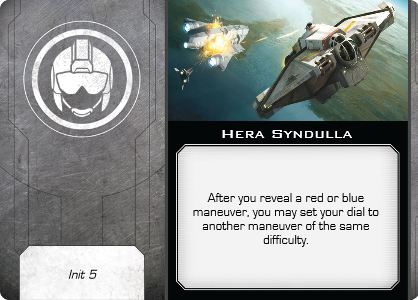 Hera Syndulla
After you reveal a red or blue
maneuver, you may set your dial to
another maneuver of the same
difficulty.
Init 5